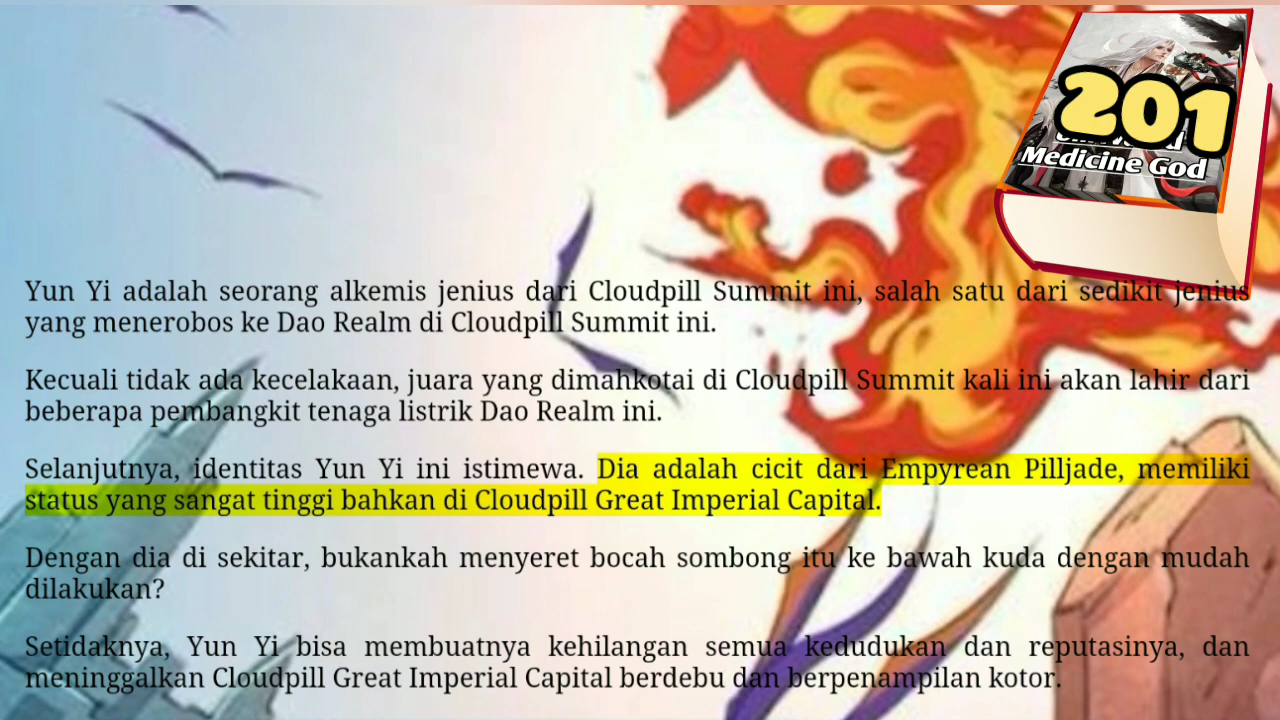 201
Medicine God
Yun Yi adalah seorang alkemis jenius dari Cloudpill Summit ini, salah satu dari sedikit jenius
yang menerobos ke Dao Realm di Cloudpill Summit ini.
Kecuali tidak ada kecelakaan, juara yang dimahkotai di Cloudpill Summit kali ini akan lahir dari
beberapa pembangkit tenaga listrik Dao Realm ini.
Selanjutnya, identitas Yun Yi ini istimewa. Dia adalah cicit dari Empyrean Pilljade, memiliki
status yang sangat tinggi bahkan di Cloudpill Great Imperial Capital.
Dengan dia di sekitar, bukankah menyeret bocah sombong itu ke bawah kuda dengan mudah
dilakukan?
Setidaknya, Yun Yi bisa membuatnya kehilangan semua kedudukan dan reputasinya, dan
meninggalkan Cloudpill Great Imperial Capital berdebu dan berpenampilan kotor.